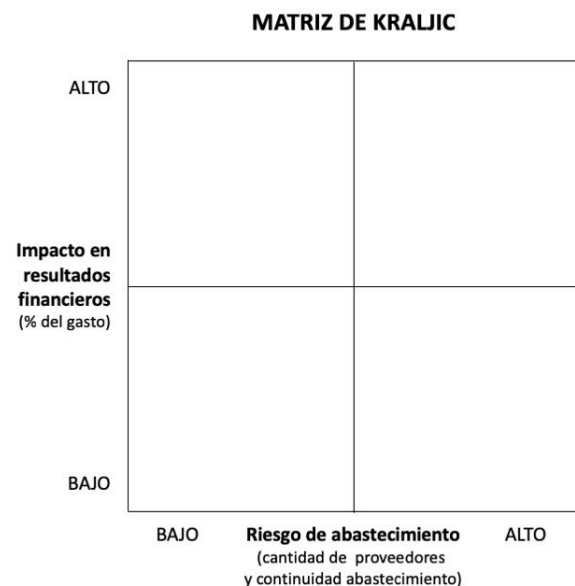 MATRIZ DE KRALJIC
ALTO
Impacto en
resultados
financieros
(% del gasto)
BAJO
BAJO Riesgo de abastecimiento ALTO
(cantidad de proveedores
y continuidad abastecimiento)